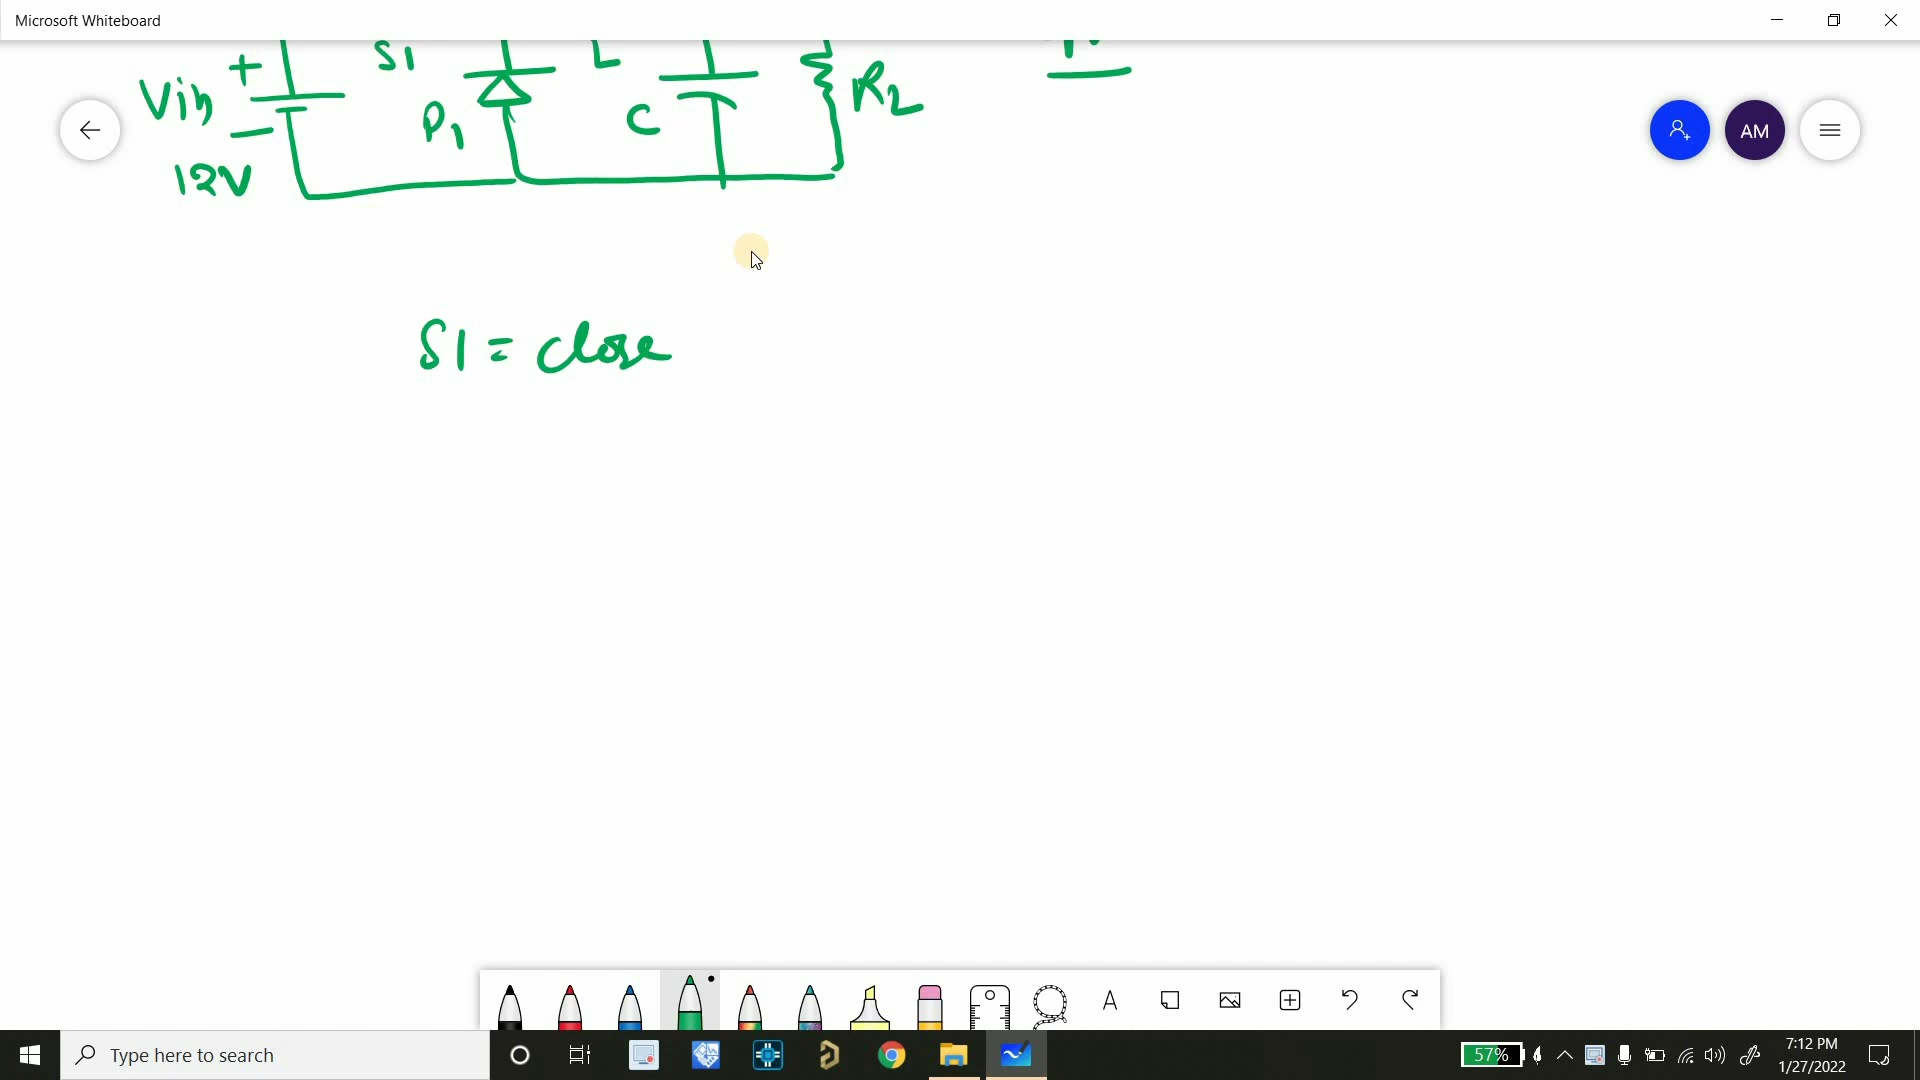 Microsoft Whiteboard
S1
L
+
Vin
R2
C
D1
12V
AM
S1 = close
A
Type here to search
57%
7:12 PM
1/27/2022